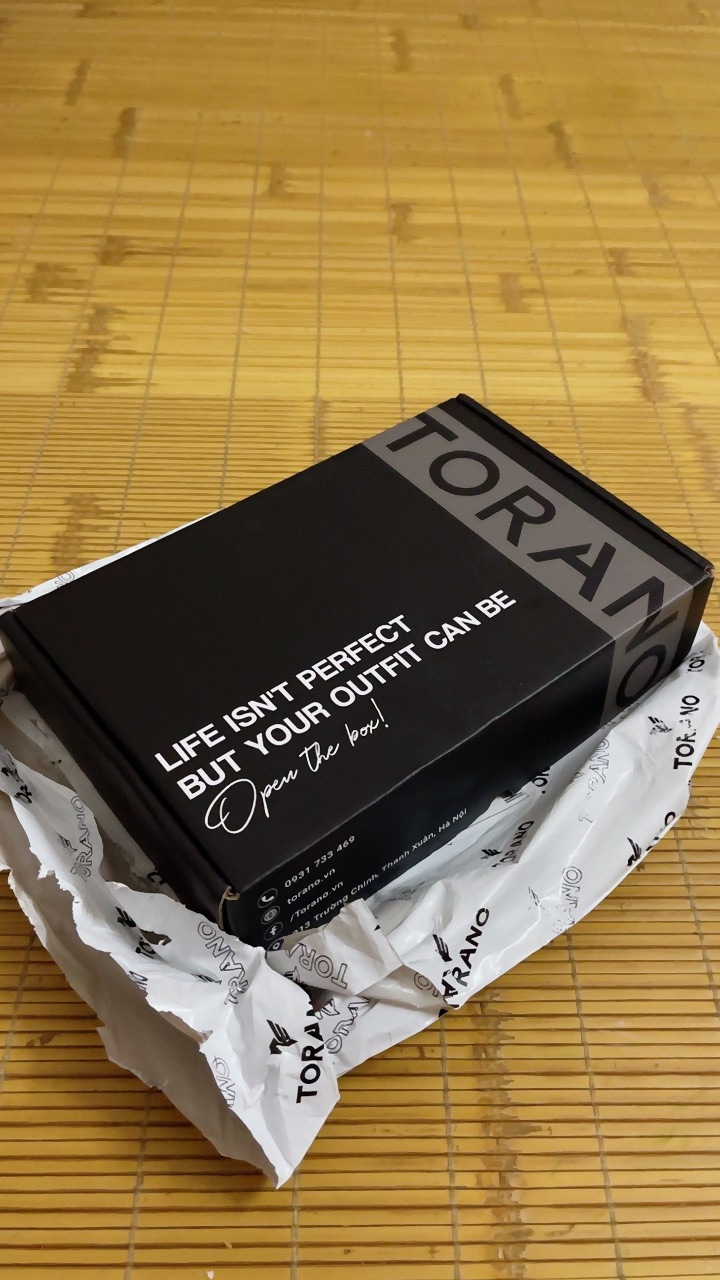 TORANO
LIFE ISN'T PERFECT
BUT YOUR OUTFIT CAN BE
Open the box!
0931 733 469
torano.vn
/Torano.vn
313 Trường Chinh, Thanh Xuân, Hà Nội
TORANO
TORANO
TORANO
TORANO